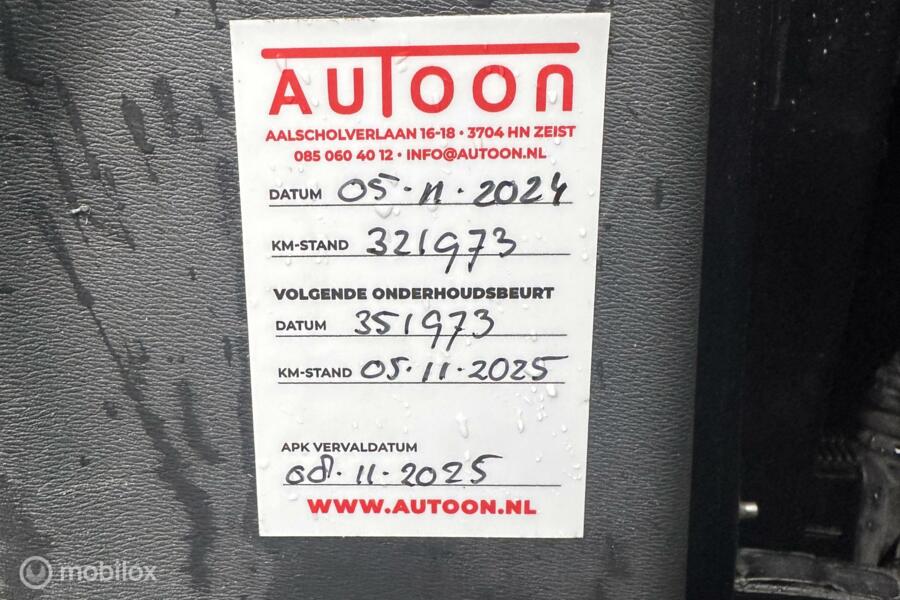 AUTOON
AALSCHOLVERLAAN 16-18 • 3704 HN ZEIST
085 060 40 12 • INFO@AUTOON.NL
DATUM 05-11-2024
KM-STAND 321973
VOLGENDE ONDERHOUDSBEURT
DATUM 351973
KM-STAND 05-11-2025
APK VERVALDATUM
08-11-2025
WWW.AUTOON.NL
mobilox